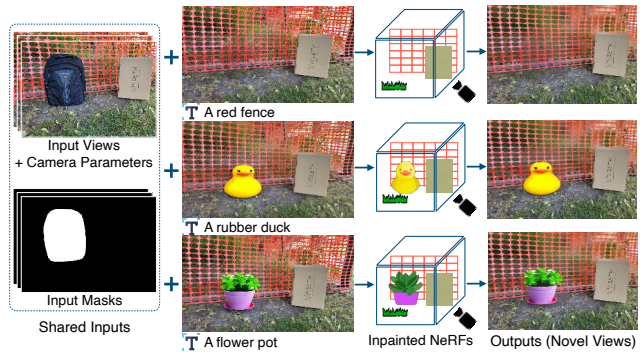 T A red fence
Input Views
+ Camera Parameters
T A rubber duck
Input Masks
Shared Inputs
T A flower pot
Inpainted NeRFs
Outputs (Novel Views)